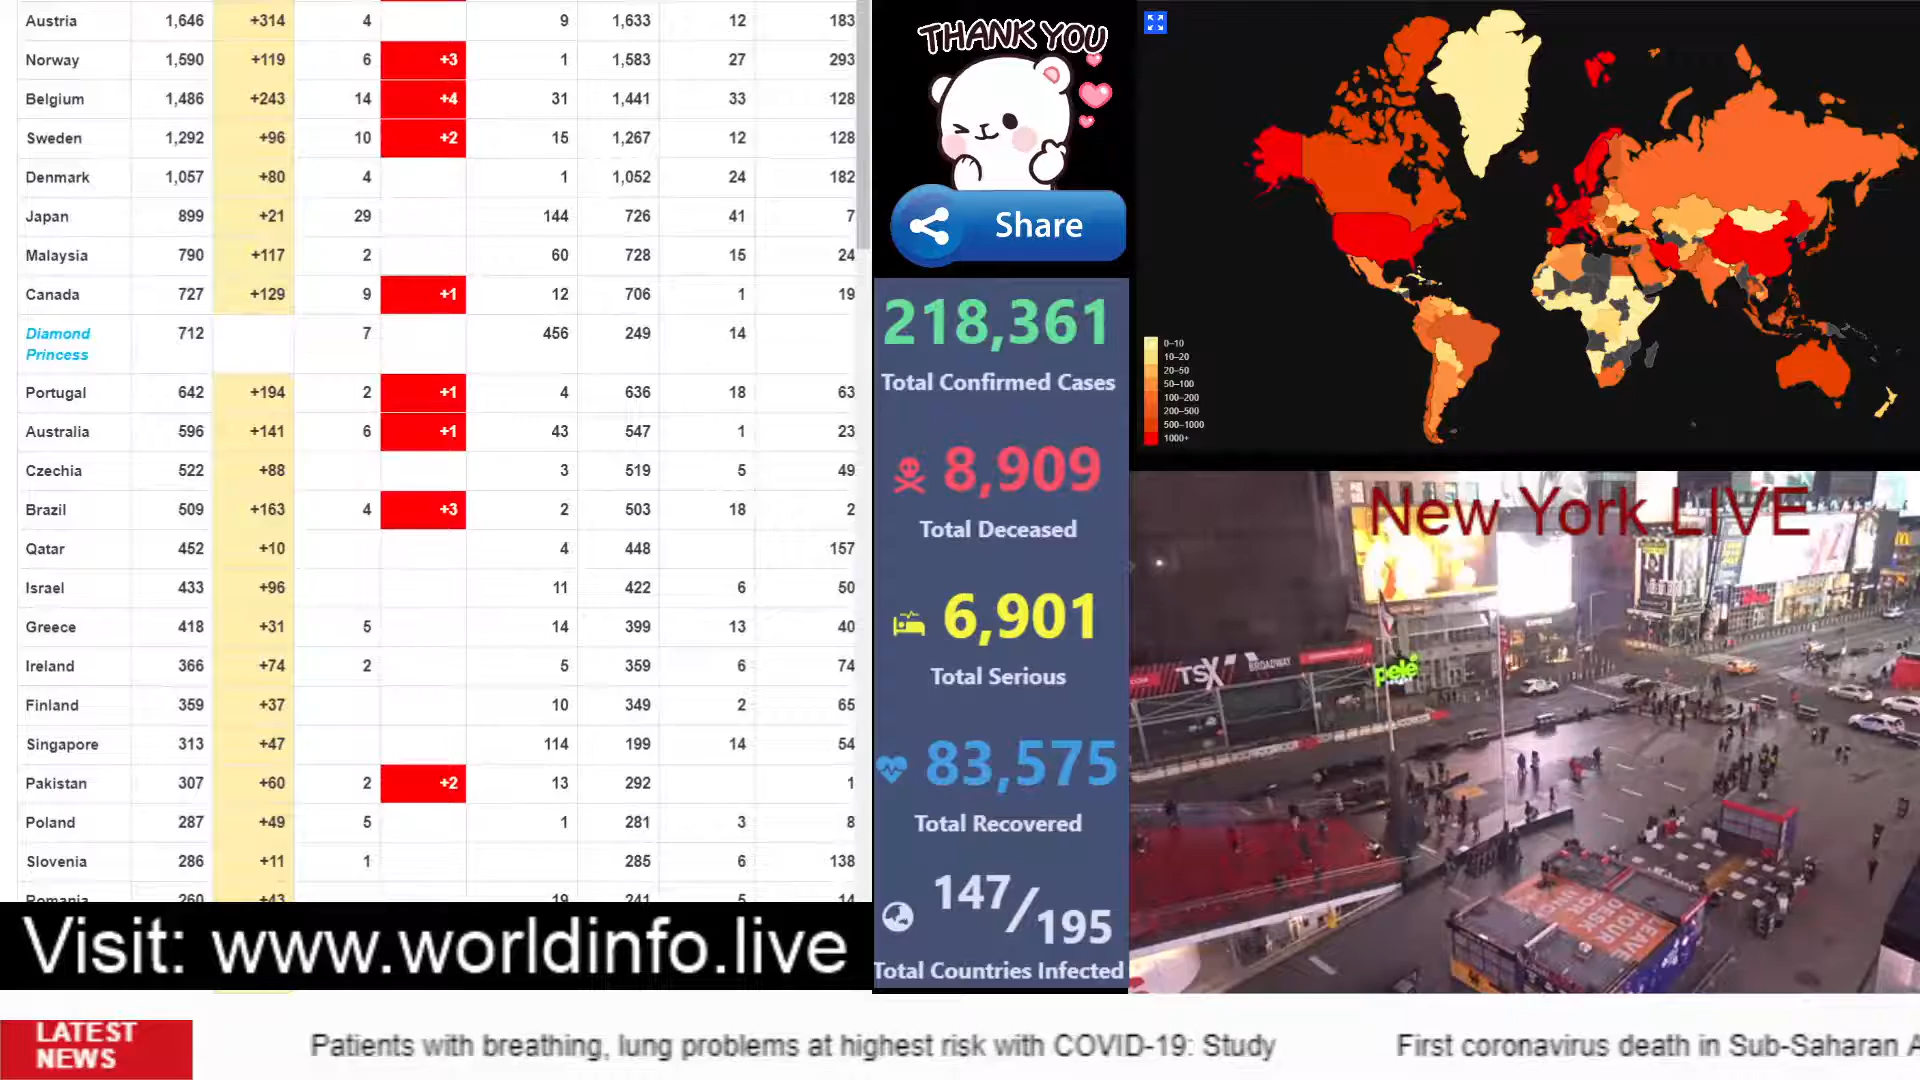 Austria 1,646 +314 4 9 1,633 12 183
Norway 1,590 +119 6 +3 1 1,583 27 293
Belgium 1,486 +243 14 +4 31 1,441 33 128
Sweden 1,292 +96 10 +2 15 1,267 12 128
Denmark 1,057 +80 4 1 1,052 24 182
Japan 899 +21 29 144 726 41 7
Malaysia 790 +117 2 60 728 15 24
Canada 727 +129 9 +1 12 706 1 19
Diamond
Princess 712 7 456 249 14
Portugal 642 +194 2 +1 4 636 18 63
Australia 596 +141 6 +1 43 547 1 23
Czechia 522 +88 3 519 5 49
Brazil 509 +163 4 +3 2 503 18 2
Qatar 452 +10 4 448 157
Israel 433 +96 11 422 6 50
Greece 418 +31 5 14 399 13 40
Ireland 366 +74 2 5 359 6 74
Finland 359 +37 10 349 2 65
Singapore 313 +47 114 199 14 54
Pakistan 307 +60 2 +2 13 292 1
Poland 287 +49 5 1 281 3 8
Slovenia 286 +11 1 285 6 138
Romania 260 +43 19 241 5 14
Visit: www.worldinfo.live
THANK YOU
Share
218,361
Total Confirmed Cases
8,909
Total Deceased
6,901
Total Serious
83,575
Total Recovered
147/195
Total Countries Infected
0–10
10–20
20–50
50–100
100–200
200–500
500–1000
1000+
New York LIVE
TSX BROADWAY
pelé
LATEST
NEWS
Patients with breathing, lung problems at highest risk with COVID-19: Study
First coronavirus death in Sub-Saharan A